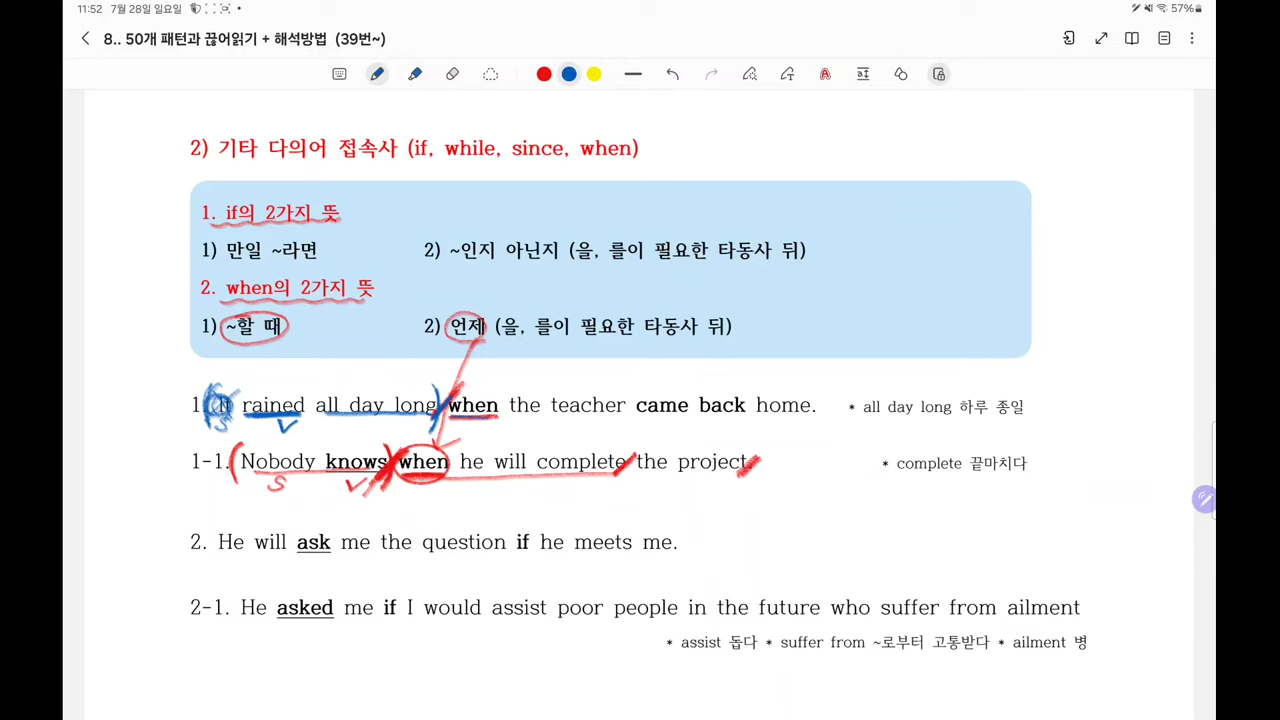 11:52 7월 28일 일요일
57%
8.. 50개 패턴과 끊어읽기 + 해석방법 (39번~)
2) 기타 다의어 접속사 (if, while, since, when)
1. if의 2가지 뜻
1) 만일 ~라면 2) ~인지 아닌지 (을, 를이 필요한 타동사 뒤)
2. when의 2가지 뜻
1) ~할 때 2) 언제 (을, 를이 필요한 타동사 뒤)
1. It rained all day long when the teacher came back home. * all day long 하루 종일
S V
1-1. Nobody knows when he will complete the project. * complete 끝마치다
S V
2. He will ask me the question if he meets me.
2-1. He asked me if I would assist poor people in the future who suffer from ailment
* assist 돕다 * suffer from ~로부터 고통받다 * ailment 병